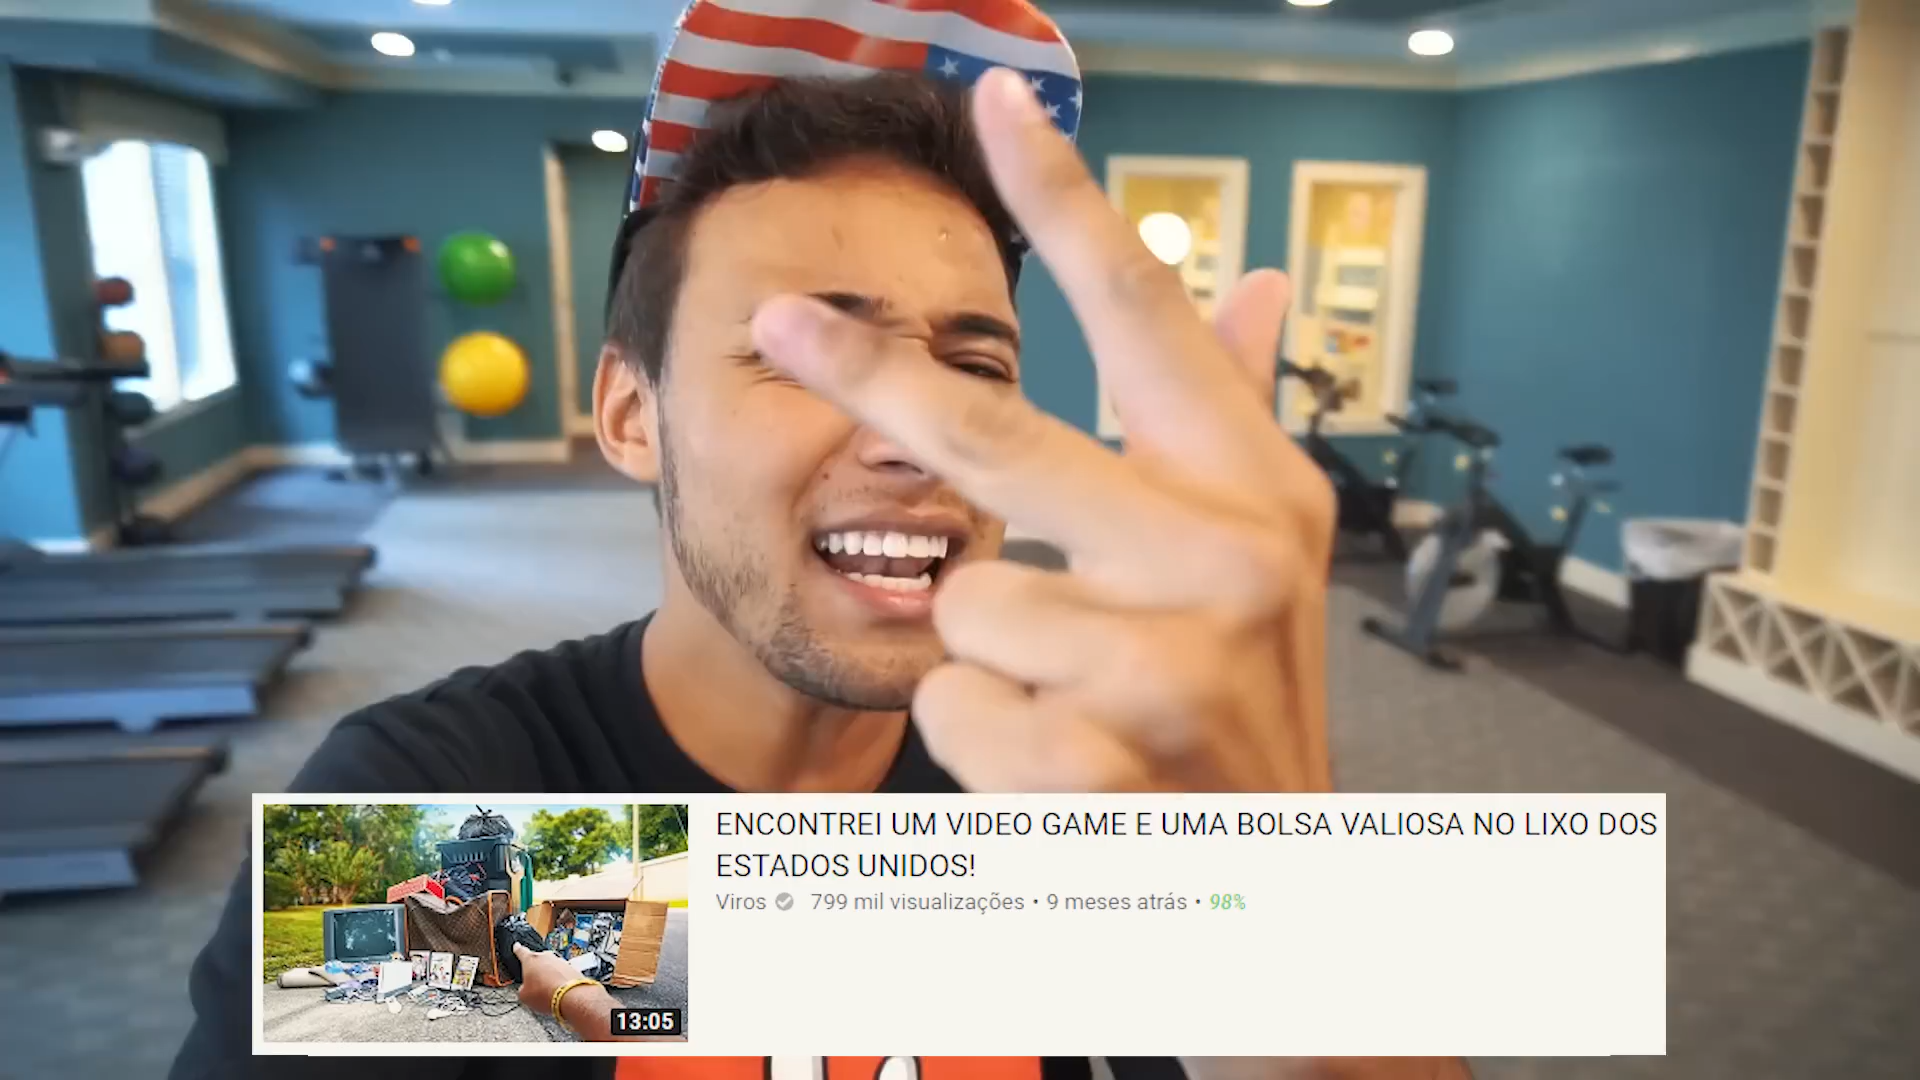 ENCONTREI UM VIDEO GAME E UMA BOLSA VALIOSA NO LIXO DOS
ESTADOS UNIDOS!
Viros 799 mil visualizações • 9 meses atrás • 98%
13:05